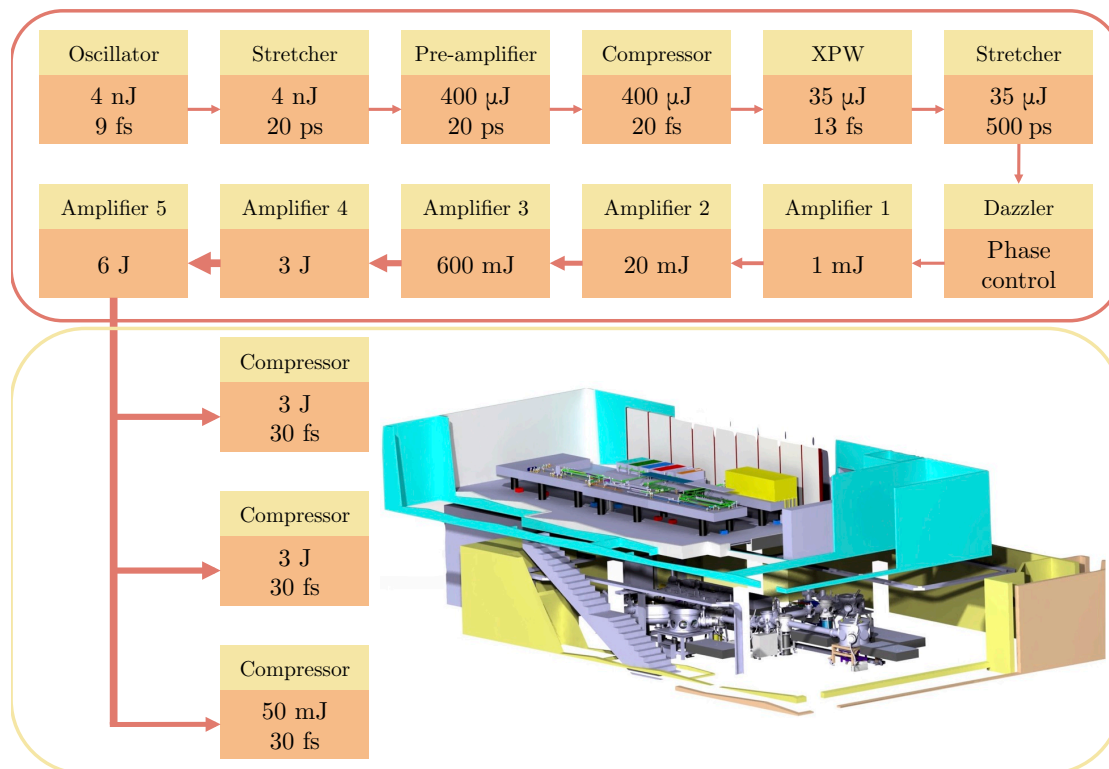 Oscillator
4 nJ
9 fs
Stretcher
4 nJ
20 ps
Pre-amplifier
400 µJ
20 ps
Compressor
400 µJ
20 fs
XPW
35 µJ
13 fs
Stretcher
35 µJ
500 ps
Dazzler
Phase
control
Amplifier 1
1 mJ
Amplifier 2
20 mJ
Amplifier 3
600 mJ
Amplifier 4
3 J
Amplifier 5
6 J
Compressor
3 J
30 fs
Compressor
3 J
30 fs
Compressor
50 mJ
30 fs